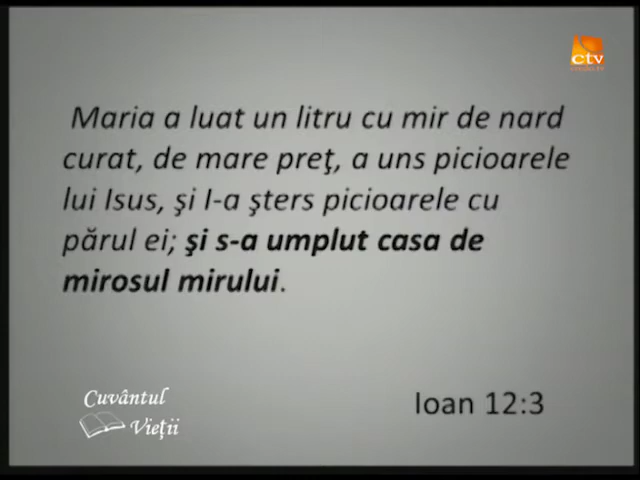 ctv
Maria a luat un litru cu mir de nard
curat, de mare preţ, a uns picioarele
lui Isus, şi I-a şters picioarele cu
părul ei; şi s-a umplut casa de
mirosul mirului.
Cuvântul
Vieţii
Ioan 12:3